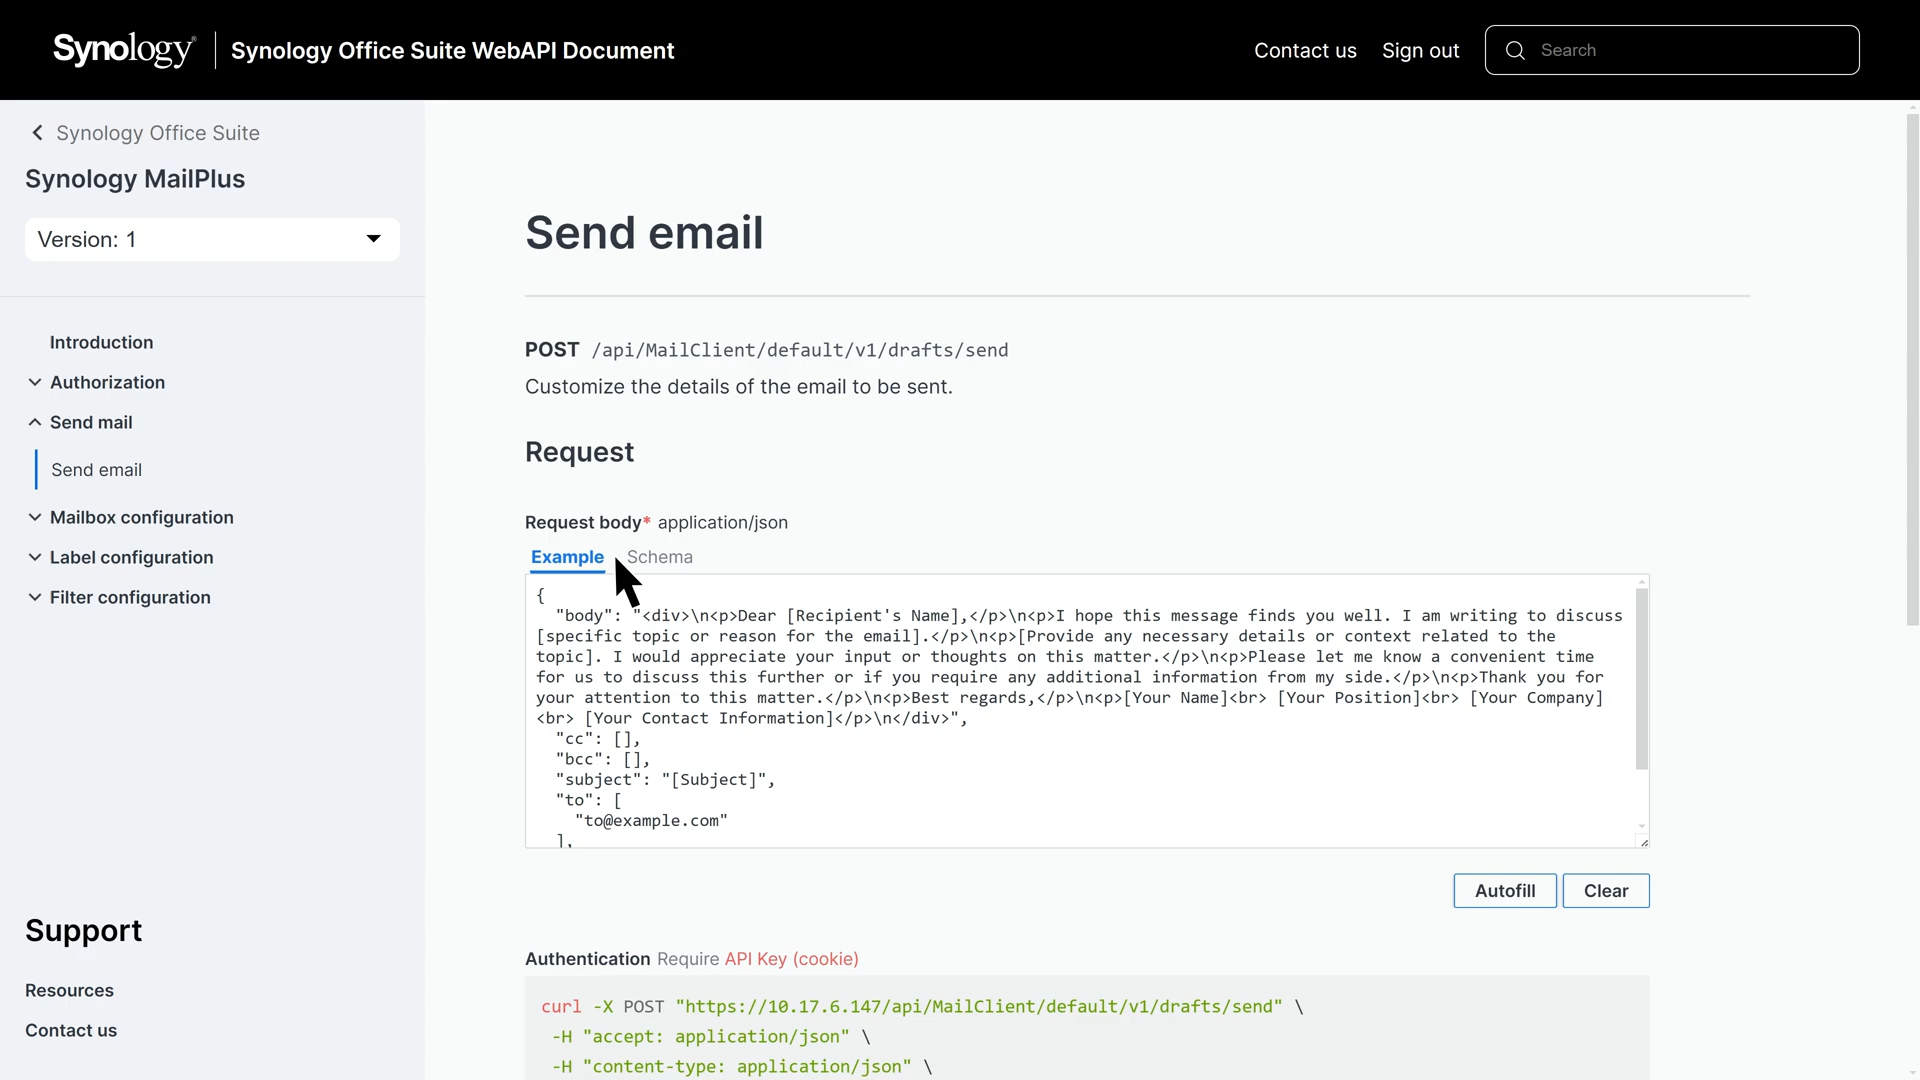 Synology® Synology Office Suite WebAPI Document Contact us Sign out Search
Synology Office Suite
Synology MailPlus
Version: 1
Introduction
Authorization
Send mail
Send email
Mailbox configuration
Label configuration
Filter configuration
Support
Resources
Contact us
Send email
POST /api/MailClient/default/v1/drafts/send
Customize the details of the email to be sent.
Request
Request body* application/json
Example Schema
{
"body": "<div>\n<p>Dear [Recipient's Name],</p>\n<p>I hope this message finds you well. I am writing to discuss
[specific topic or reason for the email].</p>\n<p>[Provide any necessary details or context related to the
topic]. I would appreciate your input or thoughts on this matter.</p>\n<p>Please let me know a convenient time
for us to discuss this further or if you require any additional information from my side.</p>\n<p>Thank you for
your attention to this matter.</p>\n<p>Best regards,</p>\n<p>[Your Name]<br> [Your Position]<br> [Your Company]
<br> [Your Contact Information]</p>\n</div>",
"cc": [],
"bcc": [],
"subject": "[Subject]",
"to": [
"to@example.com"
],
Autofill Clear
Authentication Require API Key (cookie)
curl -X POST "https://10.17.6.147/api/MailClient/default/v1/drafts/send" \
-H "accept: application/json" \
-H "content-type: application/json" \